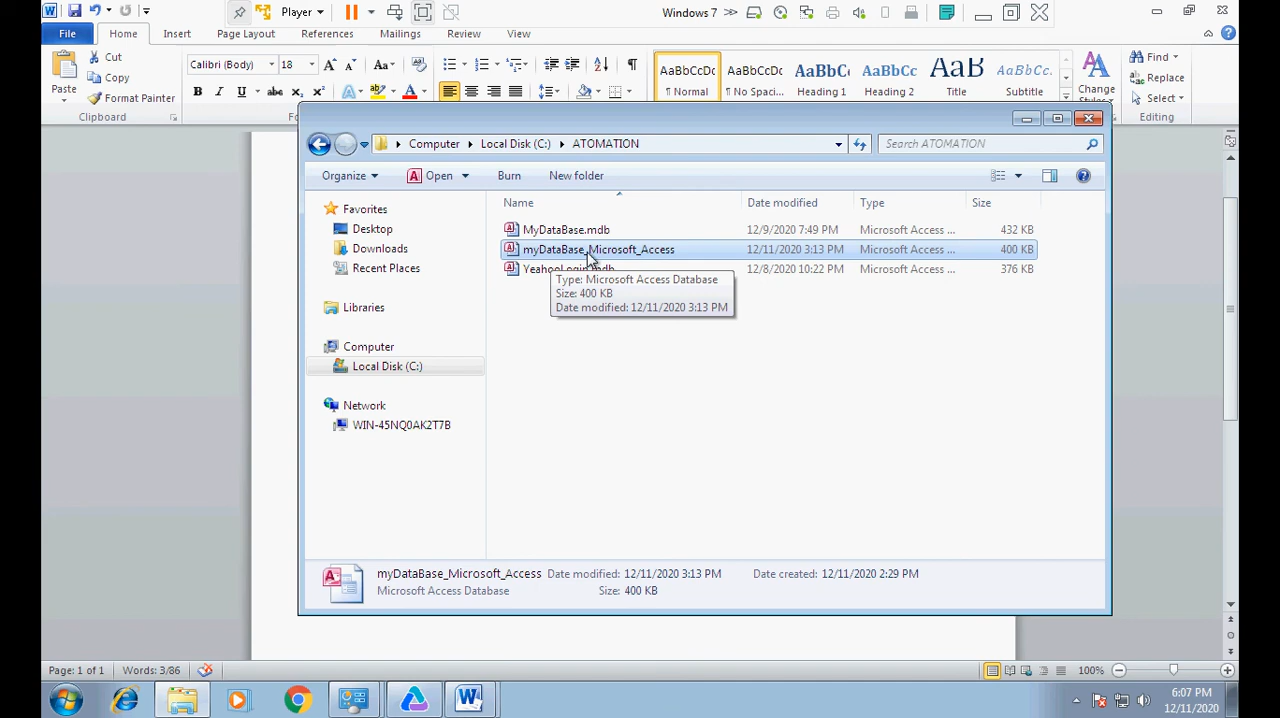 Player
Windows 7
File
Home
Insert
Page Layout
References
Mailings
Review
View
Paste
Cut
Copy
Format Painter
Clipboard
Calibri (Body)
18
AaBbCcDc
¶ Normal
AaBbCcDc
¶ No Spaci...
AaBbCc
Heading 1
AaBbCc
Heading 2
AaB
Title
AaBbCc.
Subtitle
Change
Styles
Find
Replace
Select
Editing
Computer
Local Disk (C:)
ATOMATION
Search ATOMATION
Organize
Open
Burn
New folder
Name
Date modified
Type
Size
Favorites
Desktop
Downloads
Recent Places
Libraries
Computer
Local Disk (C:)
Network
WIN-45NQ0AK2T7B
MyDataBase.mdb
12/9/2020 7:49 PM
Microsoft Access ...
432 KB
myDataBase_Microsoft_Access
12/11/2020 3:13 PM
Microsoft Access ...
400 KB
12/8/2020 10:22 PM
Microsoft Access ...
376 KB
Type: Microsoft Access Database
Size: 400 KB
Date modified: 12/11/2020 3:13 PM
myDataBase_Microsoft_Access
Date modified: 12/11/2020 3:13 PM
Date created: 12/11/2020 2:29 PM
Microsoft Access Database
Size: 400 KB
Page: 1 of 1
Words: 3/86
100%
6:07 PM
12/11/2020